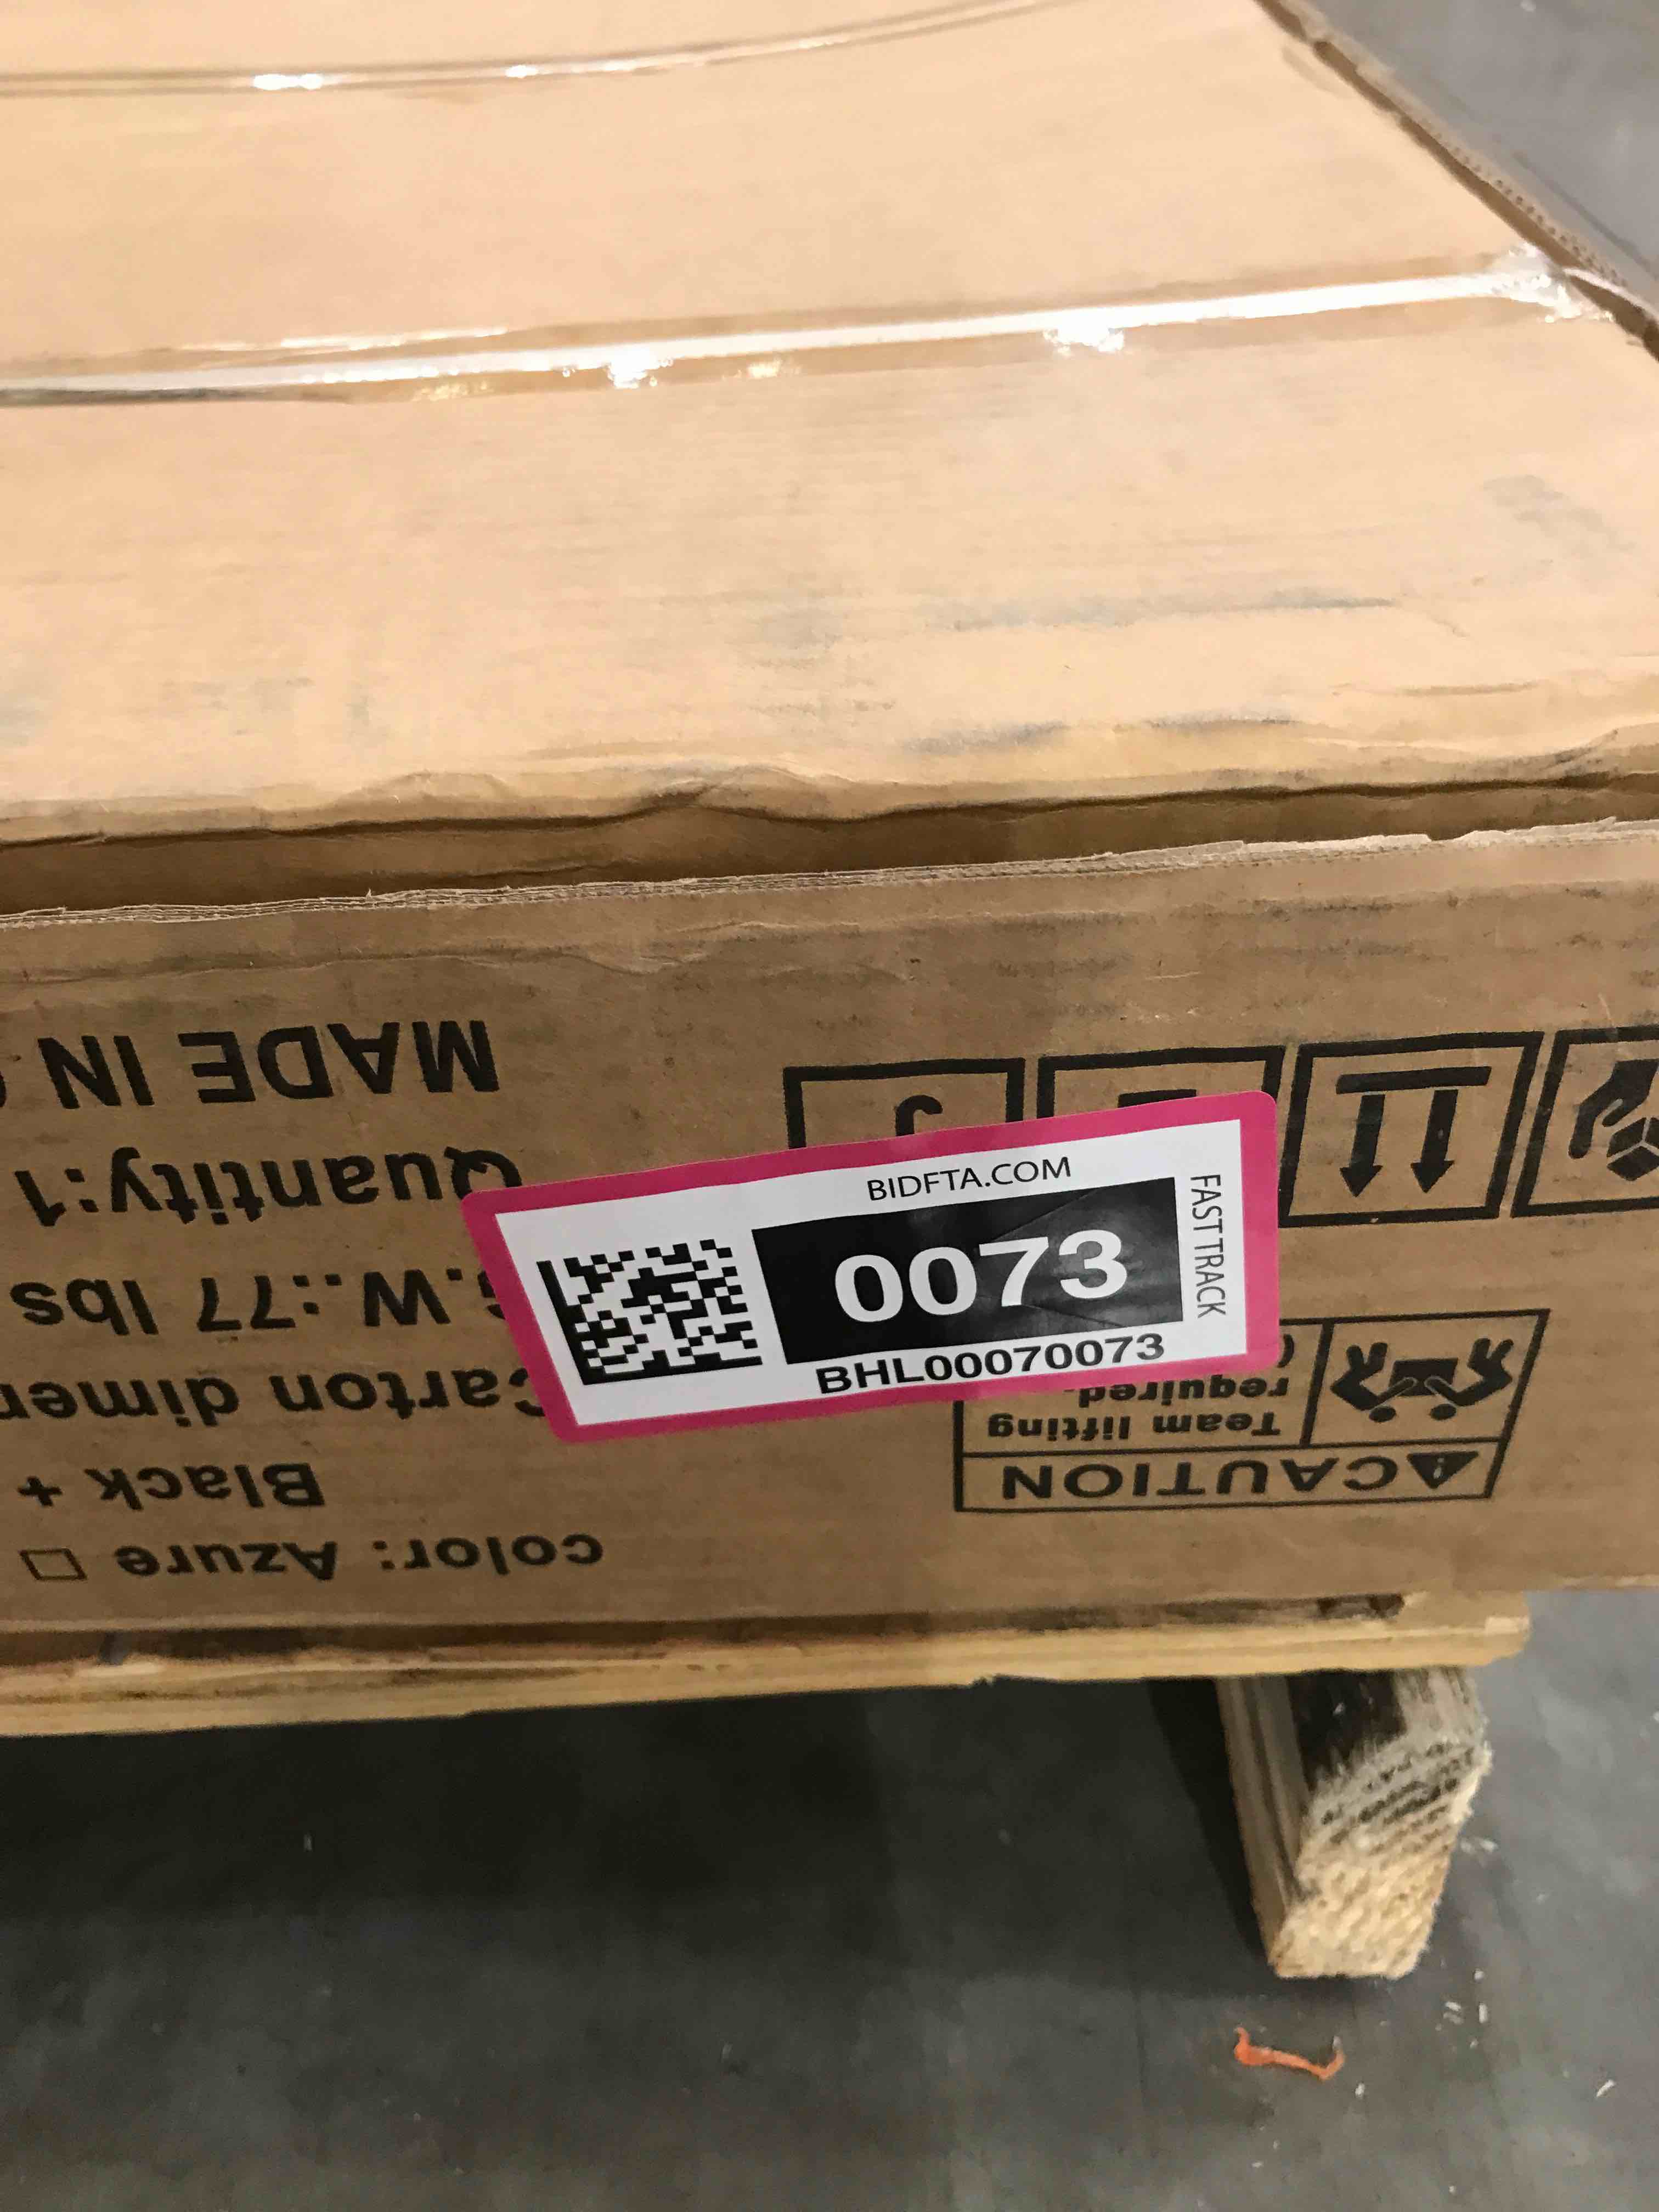 BIDFTA.COM
0073
FAST TRACK
BHL00070073
color: Azure
Black +
Carton dimen
.W.:77 lbs
Quantity:1
MADE IN
CAUTION
Team lifting
required.